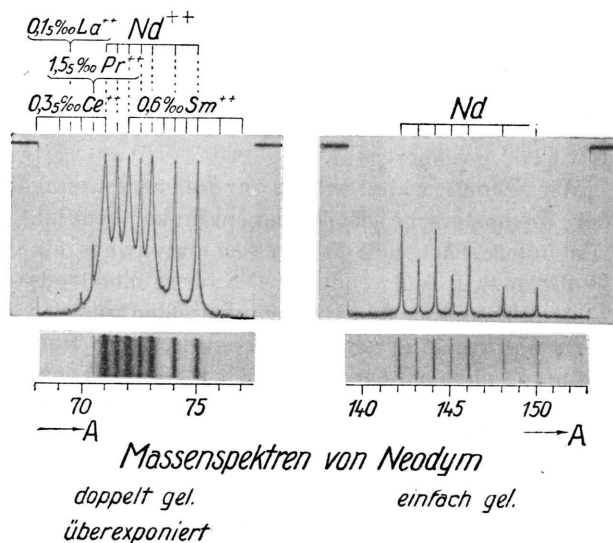 0,1₅‰La⁺⁺ Nd⁺⁺
1,5₅‰Pr⁺⁺
0,3₅‰Ce⁺⁺ 0,6‰Sm⁺⁺ Nd
70 75 140 145 150
A A
Massenspektren von Neodym
doppelt gel. einfach gel.
überexponiert